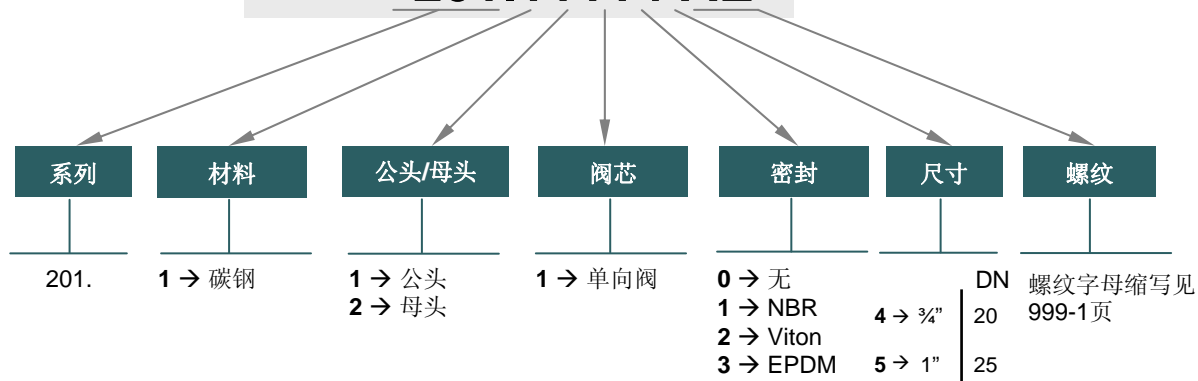 系列 材料 公头/母头 阀芯 密封 尺寸 螺纹
201. 1 → 碳钢 1 → 公头 1 → 单向阀 0 → 无 DN 螺纹字母缩写见
2 → 母头 1 → NBR 4 → ¾” 20 999-1页
2 → Viton
3 → EPDM 5 → 1” 25